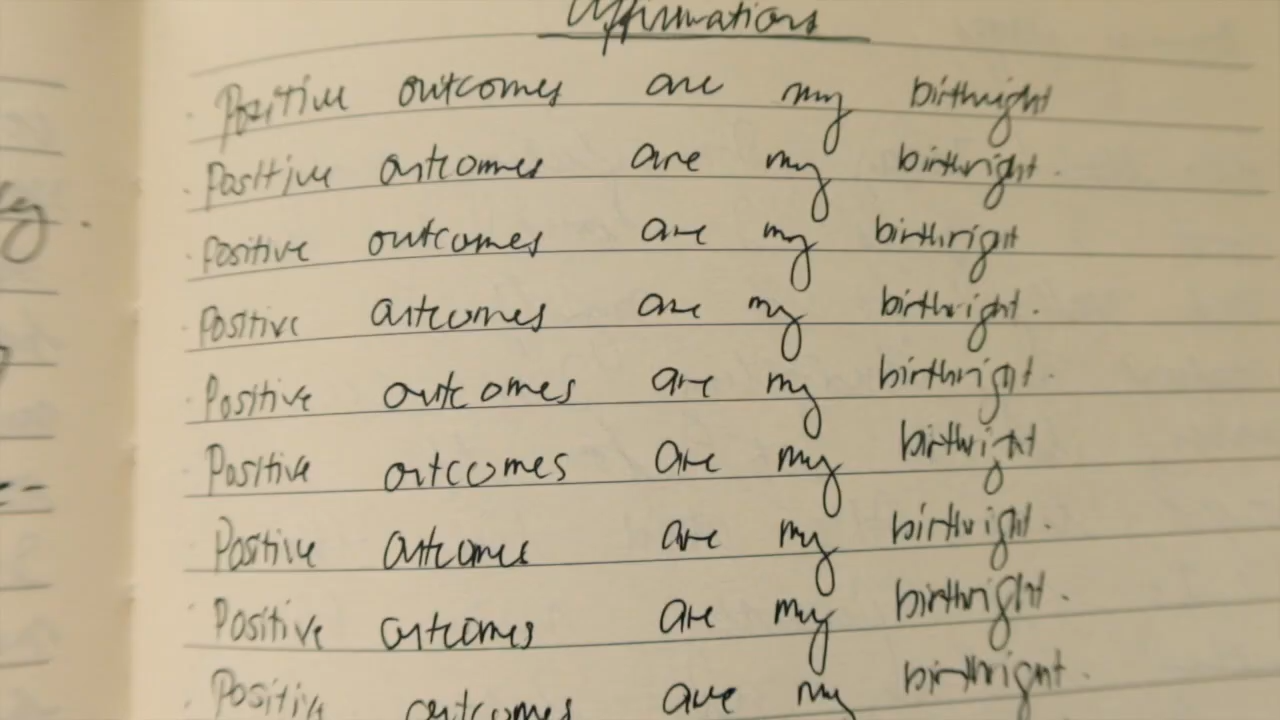 Affirmations
· Positive outcomes are my birthright
· Positive outcomes are my birthright.
· Positive outcomes are my birthright
· Positive outcomes are my birthright.
· Positive outcomes are my birthright.
Positive outcomes are my birthright
Positive outcomes are my birthright.
· Positive outcomes are my birthright.
· Positive outcomes are my birthright.